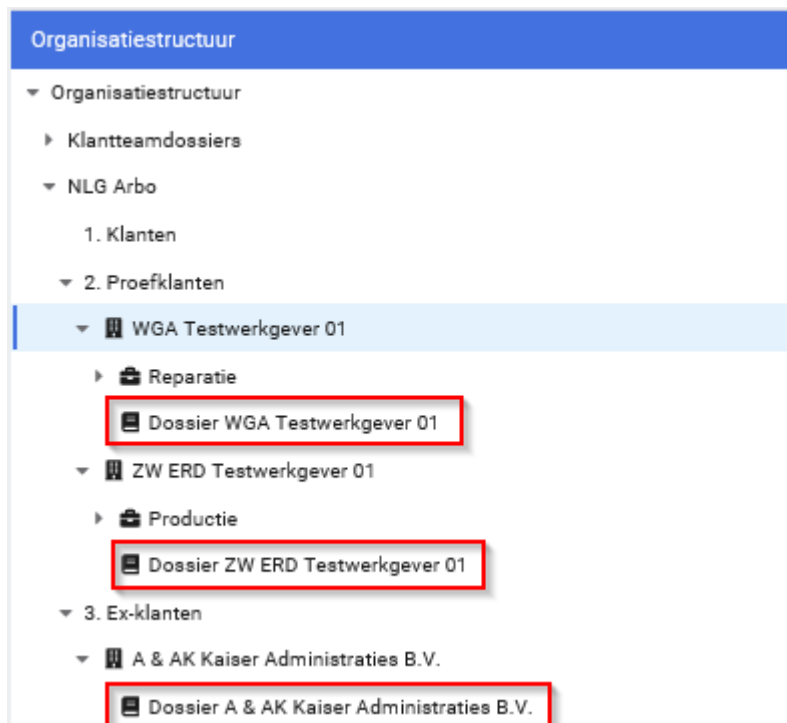 Organisatiestructuur
Organisatiestructuur
Klantteamdossiers
NLG Arbo
1. Klanten
2. Proefklanten
WGA Testwerkgever 01
Reparatie
Dossier WGA Testwerkgever 01
ZW ERD Testwerkgever 01
Productie
Dossier ZW ERD Testwerkgever 01
3. Ex-klanten
A & AK Kaiser Administraties B.V.
Dossier A & AK Kaiser Administraties B.V.